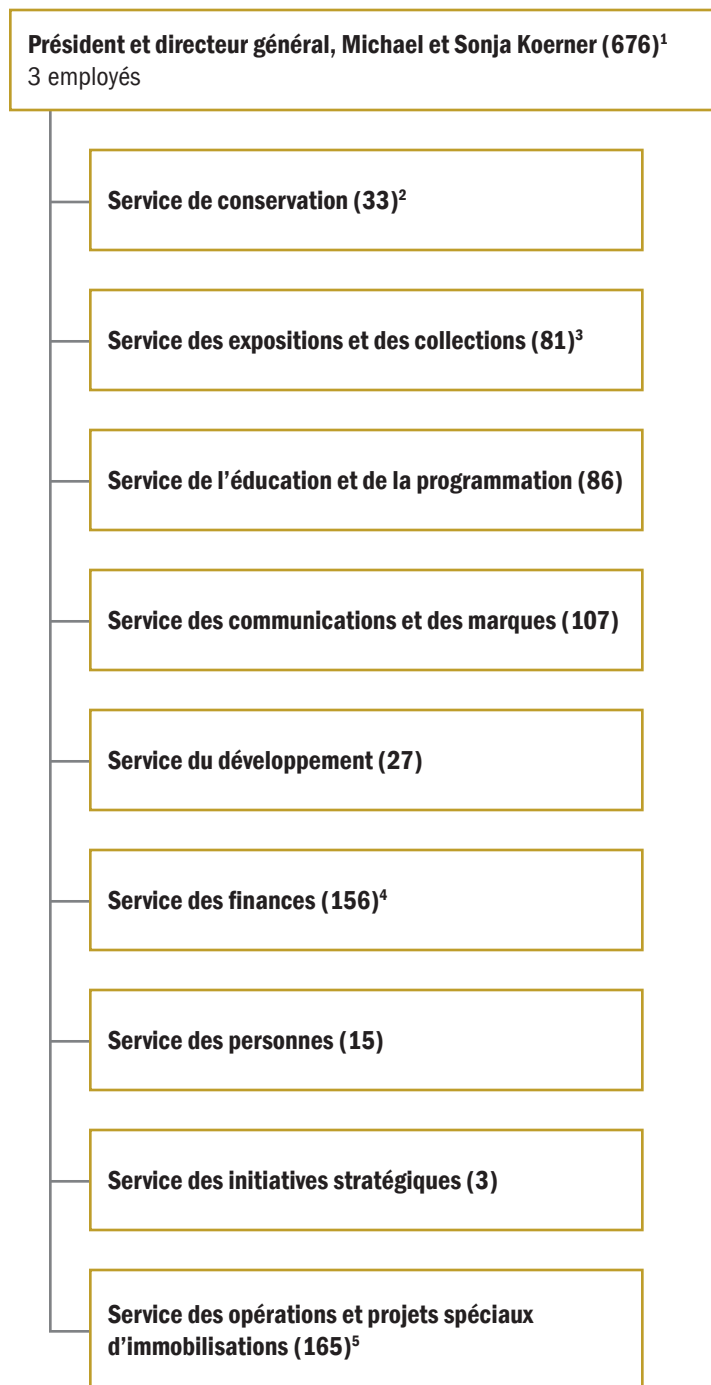 Président et directeur général, Michael et Sonja Koerner (676)¹
3 employés
Service de conservation (33)²
Service des expositions et des collections (81)³
Service de l’éducation et de la programmation (86)
Service des communications et des marques (107)
Service du développement (27)
Service des finances (156)⁴
Service des personnes (15)
Service des initiatives stratégiques (3)
Service des opérations et projets spéciaux
d’immobilisations (165)⁵